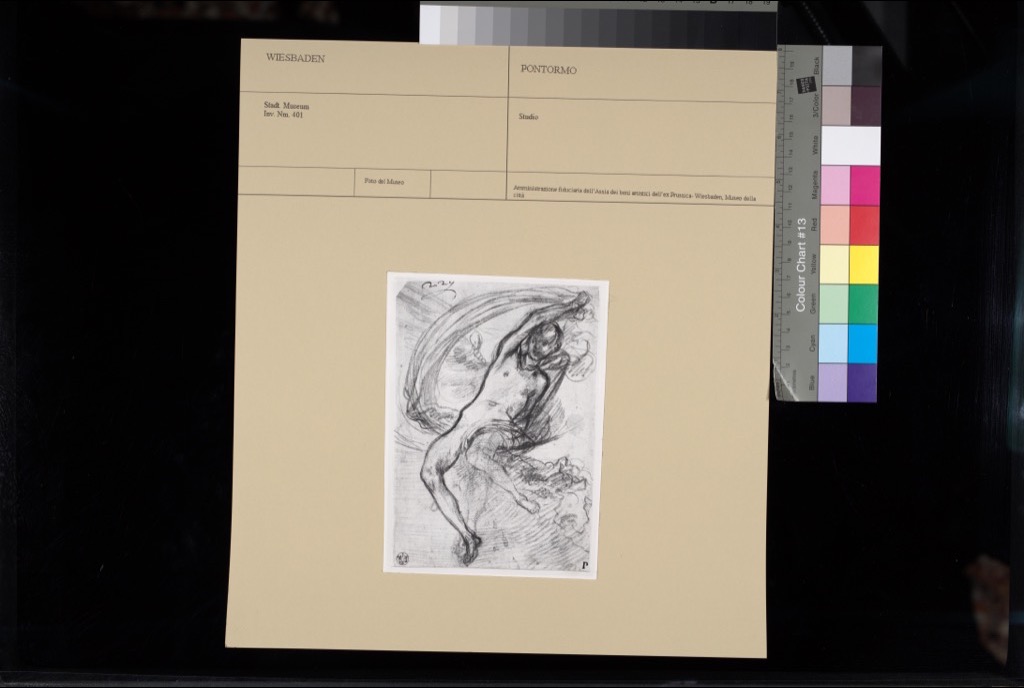 WIESBADEN
PONTORMO
Stadt. Museum
Inv. Nm. 401
Studio
Foto del Museo
Amministrazione fiduciaria dell'Assia dei beni artistici dell'ex Prussia- Wiesbaden, Museo della
città
P
Colour Chart #13
Blue
Cyan
Green
Yellow
Red
Magenta
White
3/Color
Black